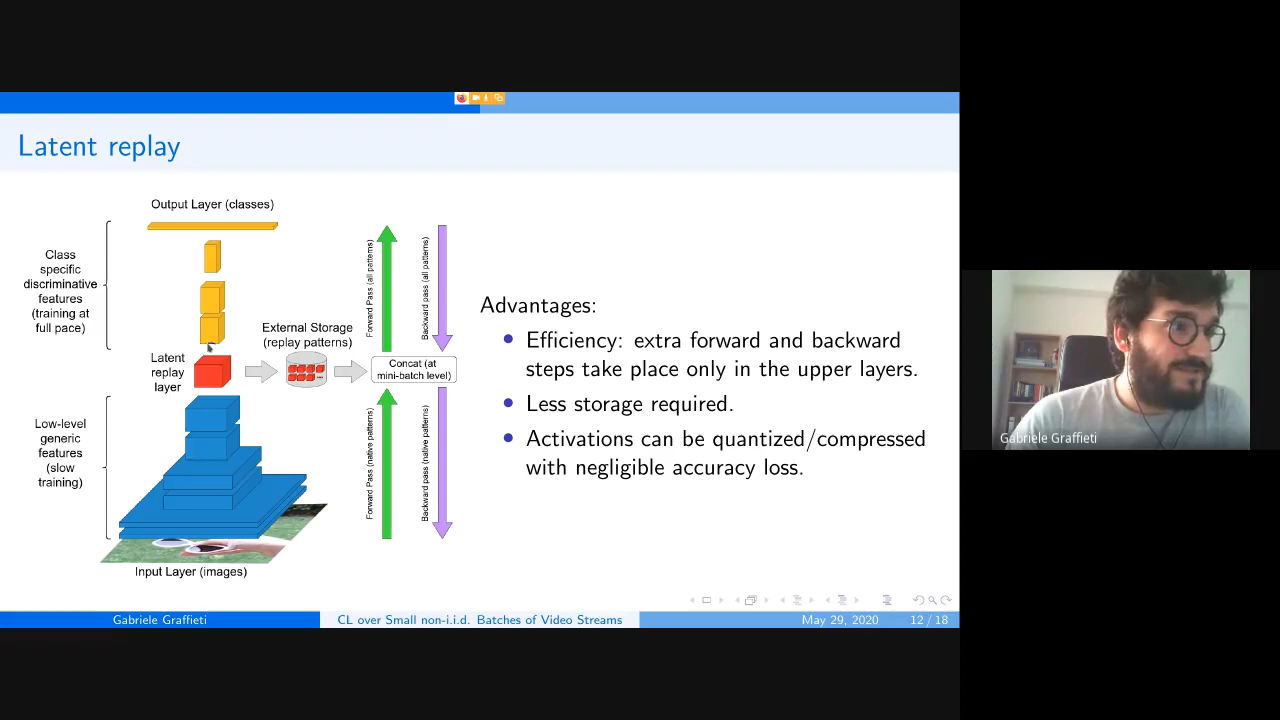 Latent replay
Output Layer (classes)
Class
specific
discriminative
features
(training at
full pace)
Latent
replay
layer
Low-level
generic
features
(slow
training)
Input Layer (images)
External Storage
(replay patterns)
Forward Pass (all patterns)
Backward pass (all patterns)
Concat (at
mini-batch level)
Forward Pass (native patterns)
Backward pass (native patterns)
Advantages:
Efficiency: extra forward and backward
steps take place only in the upper layers.
Less storage required.
Activations can be quantized/compressed
with negligible accuracy loss.
Gabriele Graffieti
CL over Small non-i.i.d. Batches of Video Streams
May 29, 2020
12 / 18
Gabriele Graffieti